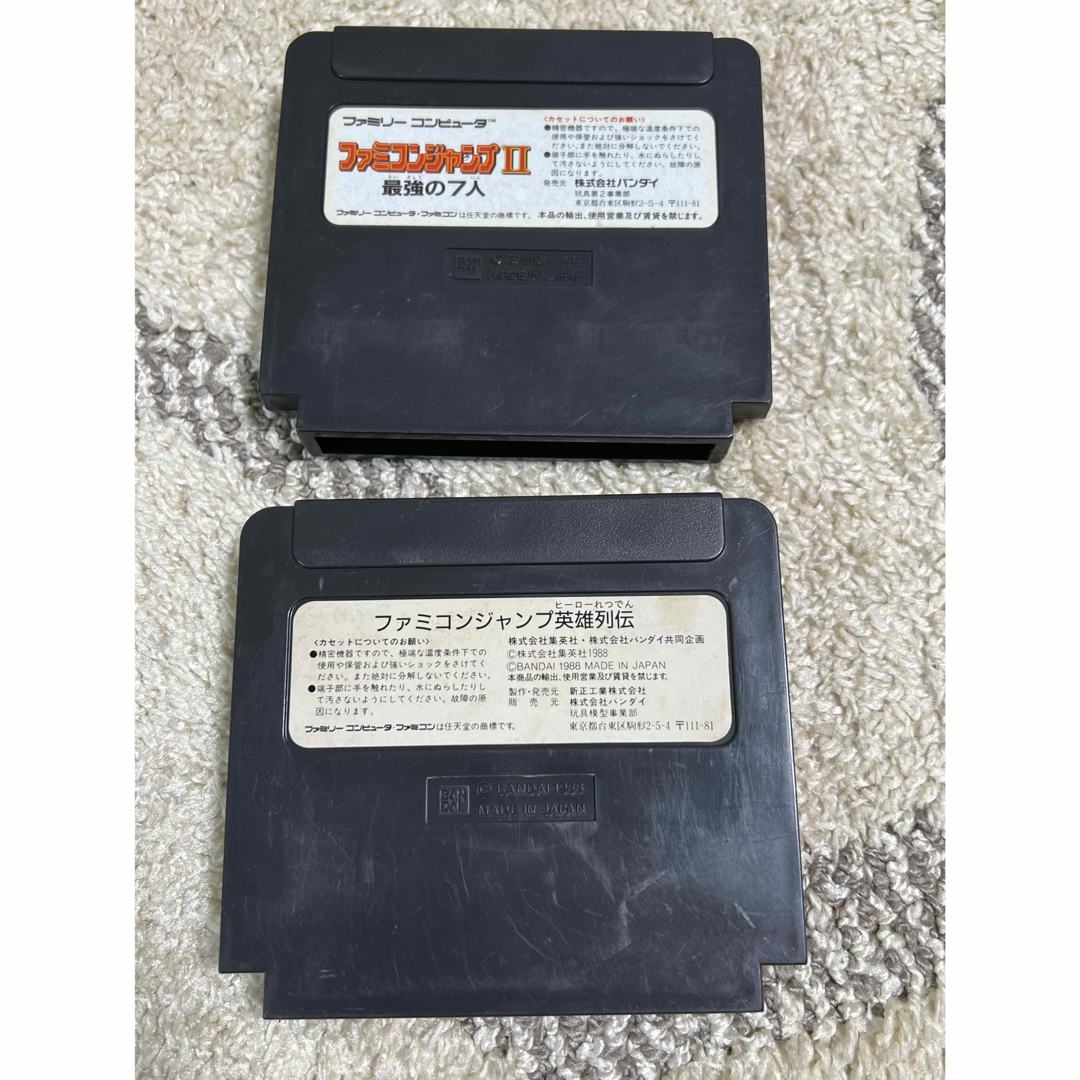 ファミリー コンピュータ™
ファミコンジャンプII
さい きょう にん
最強の7人
〈カセットについてのお願い〉
●精密機器ですので、極端な温度条件下での
使用や保管および強いショックをさけてく
ださい。また絶対に分解しないでください。
●端子部に手を触れたり、水にぬらしたりし
て汚さないようにしてください。故障の原
因になります。
発売元 株式会社バンダイ
玩具第2事業部
東京都台東区駒形2-5-4 〒111-81
ファミリー コンピュータ・ファミコンは任天堂の商標です。 本品の輸出、使用営業及び賃貸を禁じます。
BAN
DAI
MADE IN JAPAN
ヒーローれつでん
ファミコンジャンプ英雄列伝
〈カセットについてのお願い〉
●精密機器ですので、極端な温度条件下での
使用や保管および強いショックをさけてく
ださい。また絶対に分解しないでください。
●端子部に手を触れたり、水にぬらしたりし
て汚さないようにしてください。故障の原
因になります。
ファミリー コンピュータ・ファミコンは任天堂の商標です。
株式会社集英社・株式会社バンダイ共同企画
©株式会社集英社1988
©BANDAI 1988 MADE IN JAPAN
本商品の輸出、使用営業及び賃貸を禁じます。
製作・発売元 新正工業株式会社
販売元 株式会社バンダイ
玩具模型事業部
東京都台東区駒形2-5-4 〒111-81
BAN
DAI
© BANDAI 1988
MADE IN JAPAN